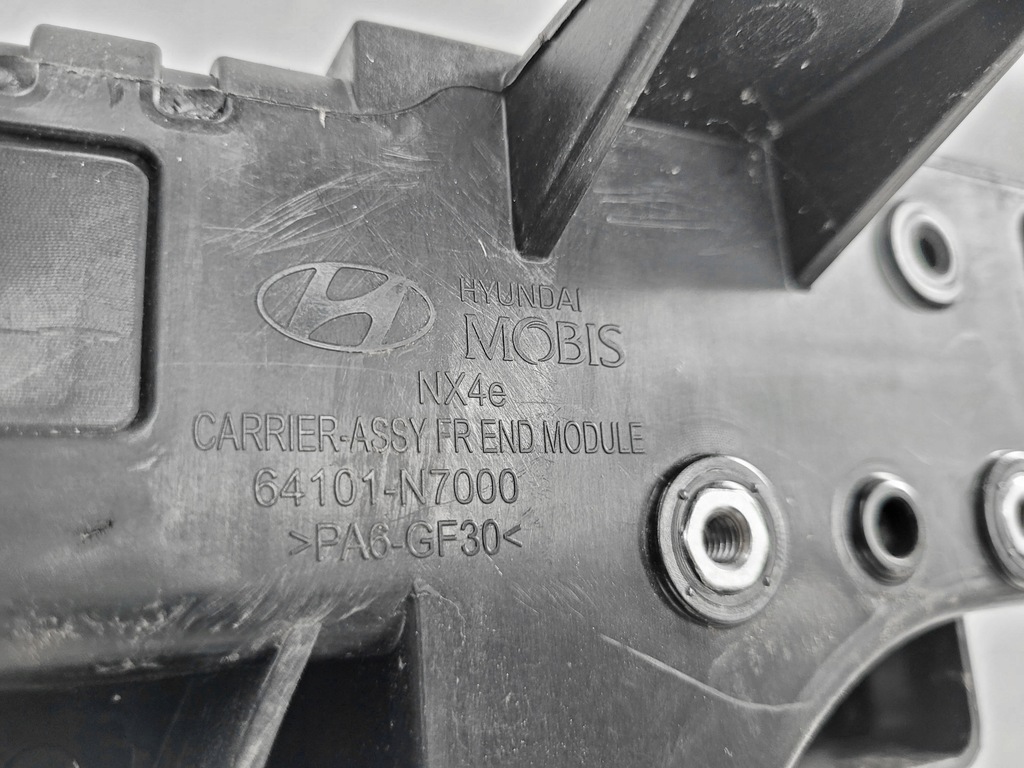 HYUNDAI
MOBIS
NX4e
CARRIER-ASSY FR END MODULE
64101-N7000
>PA6-GF30<